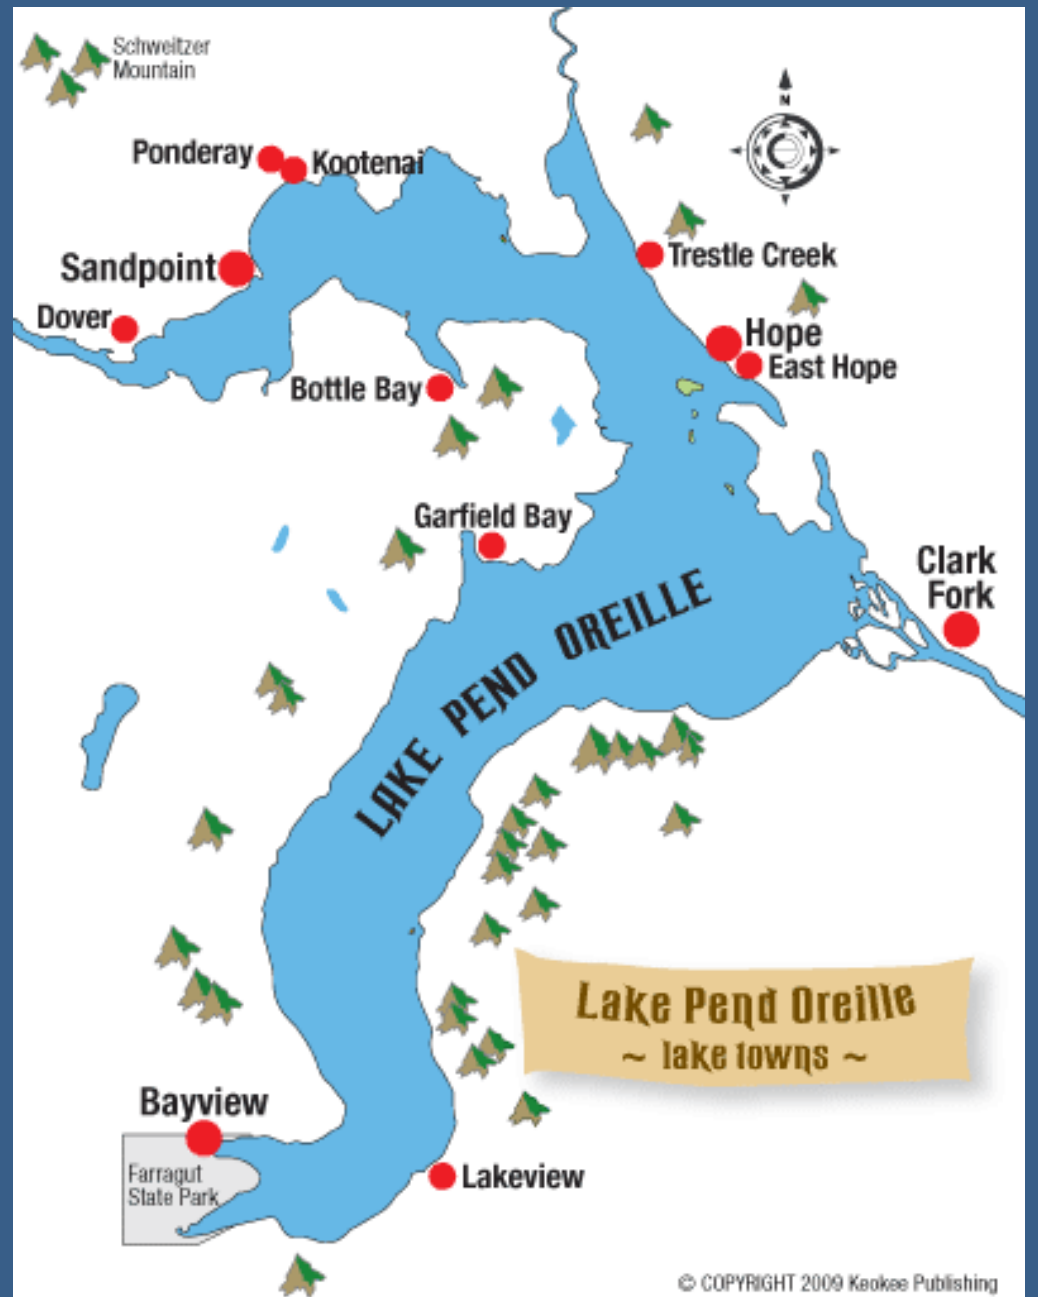 Schweitzer
Mountain
N
Ponderay
Kootenai
Trestle Creek
Sandpoint
Dover
Hope
East Hope
Bottle Bay
Garfield Bay
Clark
Fork
LAKE PEND OREILLE
Lake Pend Oreille
~ lake towns ~
Bayview
Farragut
State Park
Lakeview
© COPYRIGHT 2009 Keokee Publishing